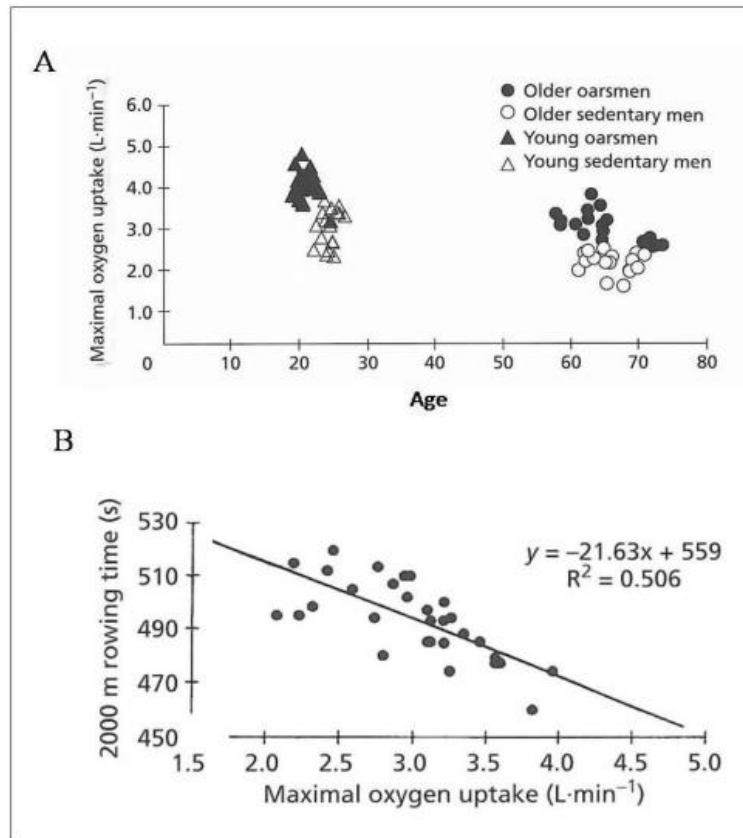 A
Maximal oxygen uptake (L·min⁻¹)
6.0
5.0
4.0
3.0
2.0
1.0
0
10 20 30 40 50 60 70 80
Age
Older oarsmen
Older sedentary men
Young oarsmen
Young sedentary men
B
2000 m rowing time (s)
530
510
490
470
450
y = –21.63x + 559
R² = 0.506
1.5 2.0 2.5 3.0 3.5 4.0 4.5 5.0
Maximal oxygen uptake (L·min⁻¹)